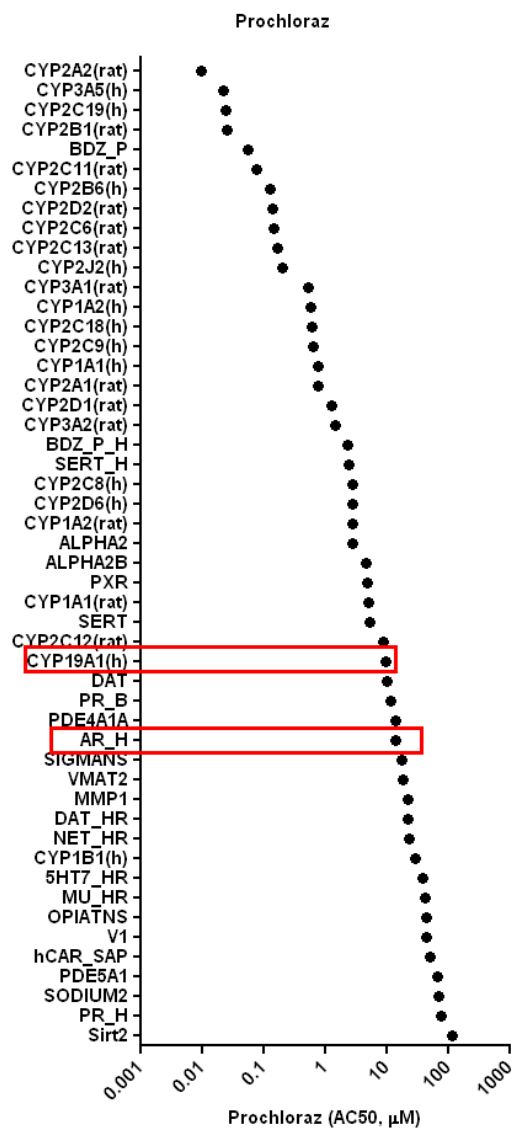 Prochloraz
CYP2A2(rat)
CYP3A5(h)
CYP2C19(h)
CYP2B1(rat)
BDZ_P
CYP2C11(rat)
CYP2B6(h)
CYP2D2(rat)
CYP2C6(rat)
CYP2C13(rat)
CYP2J2(h)
CYP3A1(rat)
CYP1A2(h)
CYP2C18(h)
CYP2C9(h)
CYP1A1(h)
CYP2A1(rat)
CYP2D1(rat)
CYP3A2(rat)
BDZ_P_H
SERT_H
CYP2C8(h)
CYP2D6(h)
CYP1A2(rat)
ALPHA2
ALPHA2B
PXR
CYP1A1(rat)
SERT
CYP2C12(rat)
CYP19A1(h)
DAT
PR_B
PDE4A1A
AR_H
SIGMANS
VMAT2
MMP1
DAT_HR
NET_HR
CYP1B1(h)
5HT7_HR
MU_HR
OPIATNS
V1
hCAR_SAP
PDE5A1
SODIUM2
PR_H
Sirt2
0.001 0.01 0.1 1 10 100 1000
Prochloraz (AC50, μM)